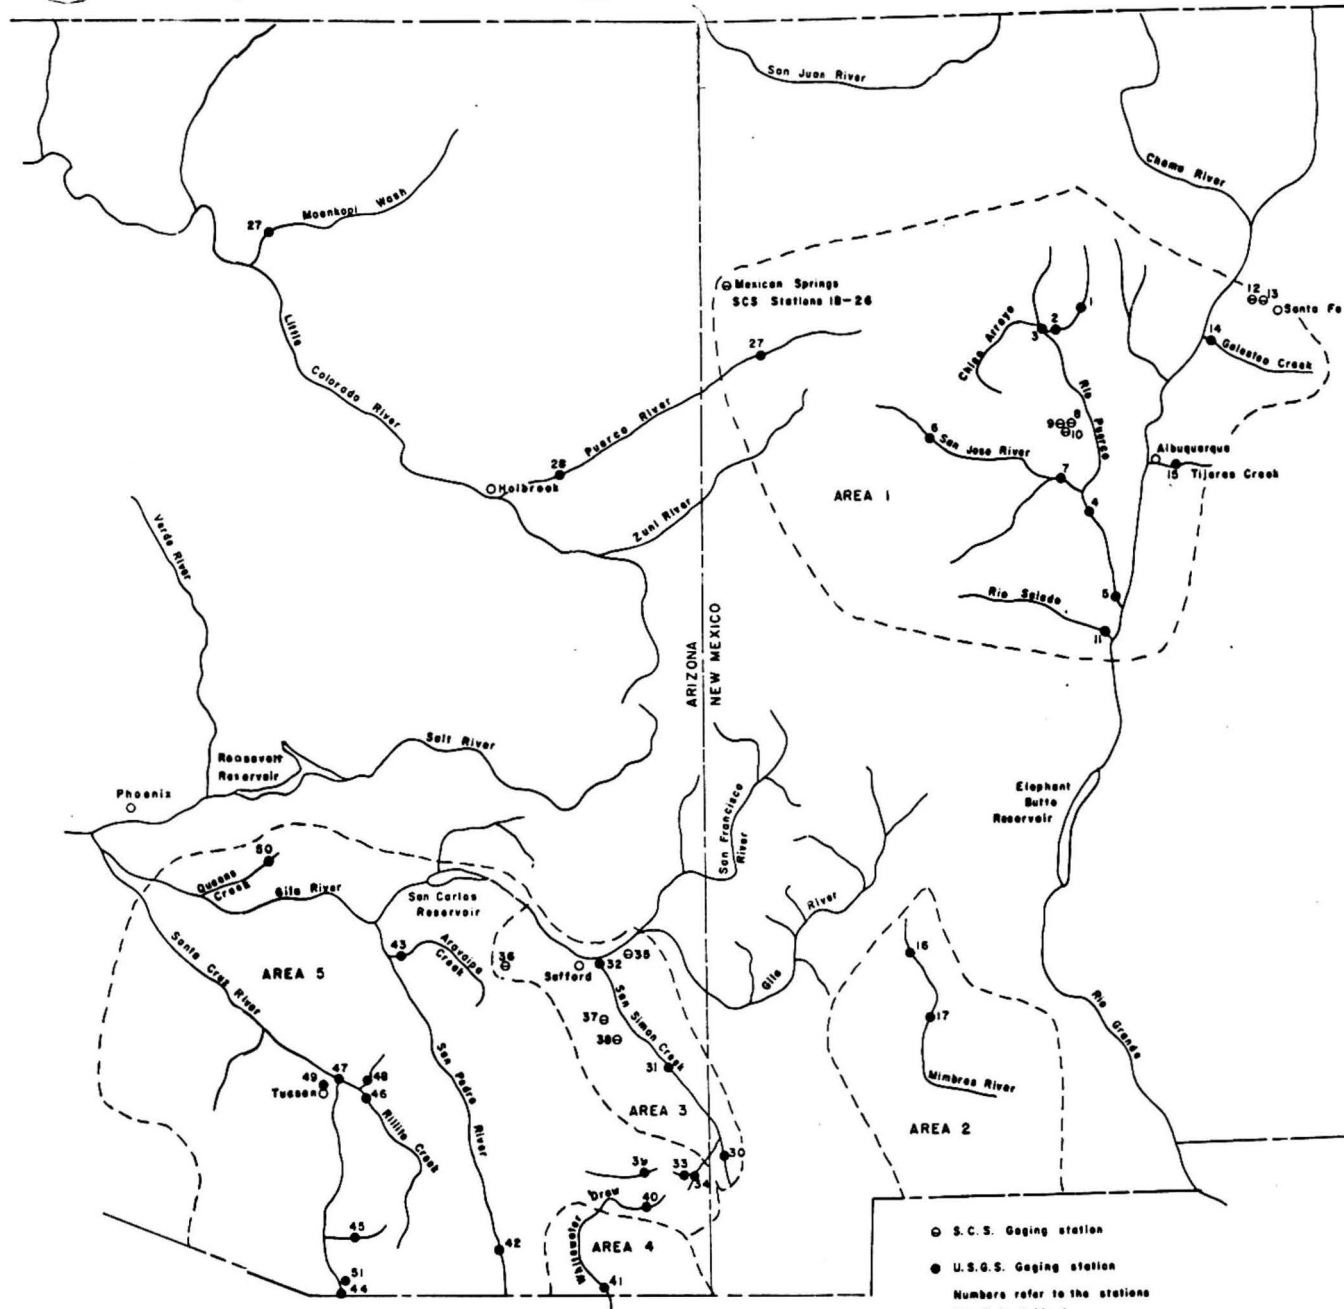 San Juan River
Chama River
Moenkopi Wash
27
Mexican Springs
SCS Stations 18-26
12
13
Santa Fe
1
2
3
14
Galesteo Creek
Chico Arroyo
27
Little
Colorado River
Rio Puerco
Puerco River
6
San Jose River
9
8
10
Albuquerque
15 Tijeras Creek
28
Holbrook
7
AREA 1
4
Zuni River
Verde River
5
Rio Salado
11
ARIZONA
NEW MEXICO
Salt River
Roosevelt
Reservoir
Phoenix
Elephant
Butte
Reservoir
San Francisco
River
50
Queens
Creek
Gila River
San Carlos
Reservoir
Gila
River
Santa Cruz River
AREA 5
43
Aravaipa
Creek
36
Safford
32
35
16
37
38
San Simon Creek
17
Rio Grande
31
Mimbres River
49
47
48
Tucson
46
San Pedro
River
AREA 3
AREA 2
Rillito Creek
30
39
33
34
Whitewater
Draw
40
45
42
AREA 4
51
44
41
S.C.S. Gaging station
U.S.G.S. Gaging station
Numbers refer to the stations